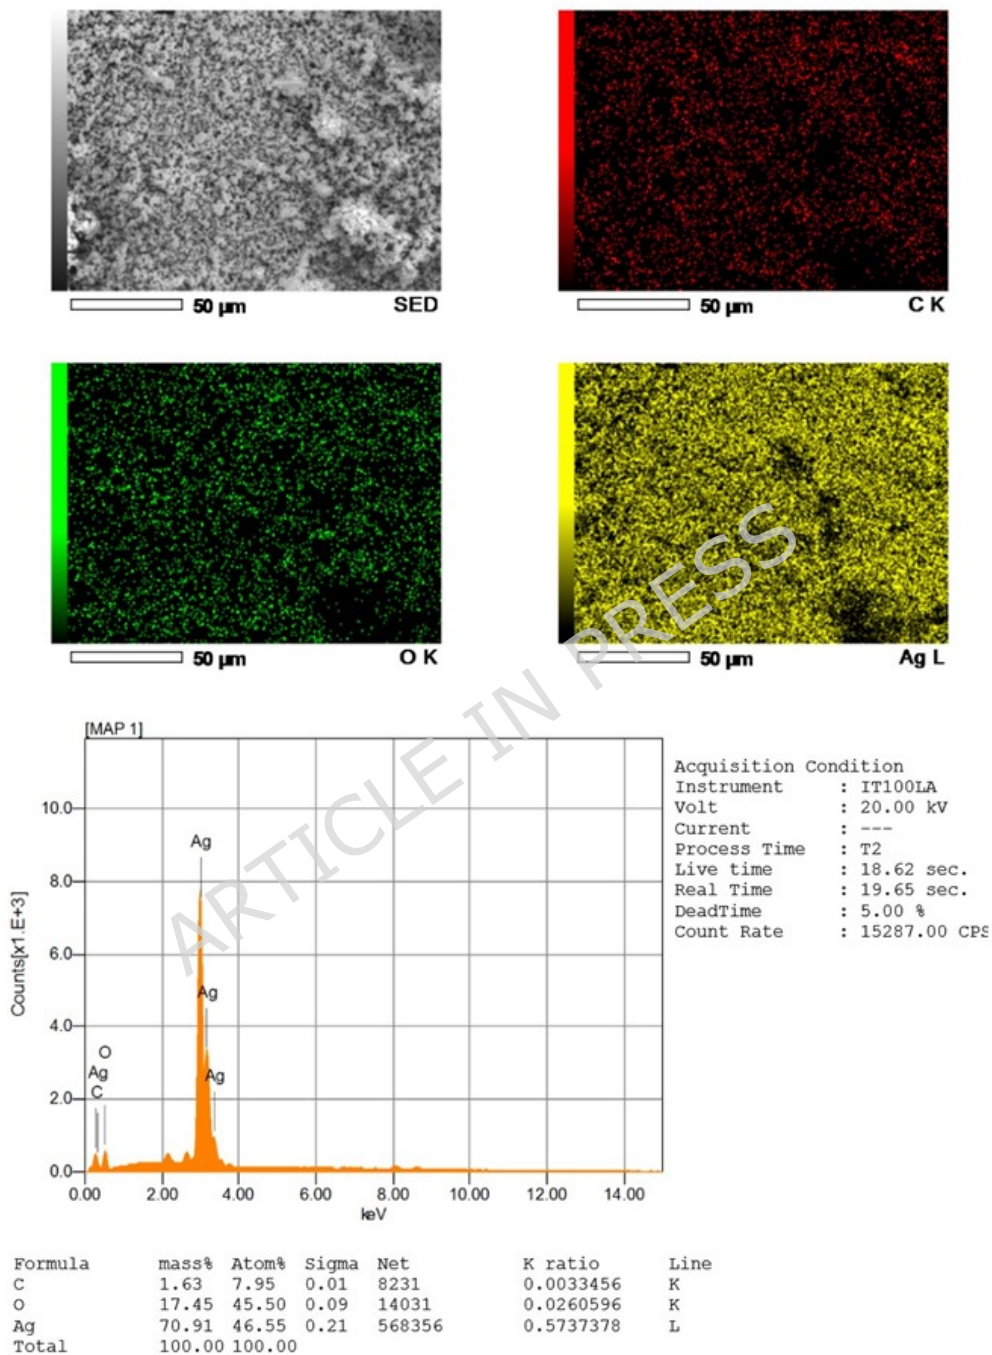 50 µm SED
50 µm C K
50 µm O K
50 µm Ag L
ARTICLE IN PRESS
[MAP 1]
Counts[x1.E+3]
10.0
8.0
6.0
4.0
2.0
0.0
Ag
Ag
Ag
O
Ag
C
0.00 2.00 4.00 6.00 8.00 10.00 12.00 14.00
keV
Acquisition Condition
Instrument : IT100LA
Volt : 20.00 kV
Current : ---
Process Time : T2
Live time : 18.62 sec.
Real Time : 19.65 sec.
DeadTime : 5.00 %
Count Rate : 15287.00 CPS
Formula mass% Atom% Sigma Net K ratio Line
C 1.63 7.95 0.01 8231 0.0033456 K
O 17.45 45.50 0.09 14031 0.0260596 K
Ag 70.91 46.55 0.21 568356 0.5737378 L
Total 100.00 100.00